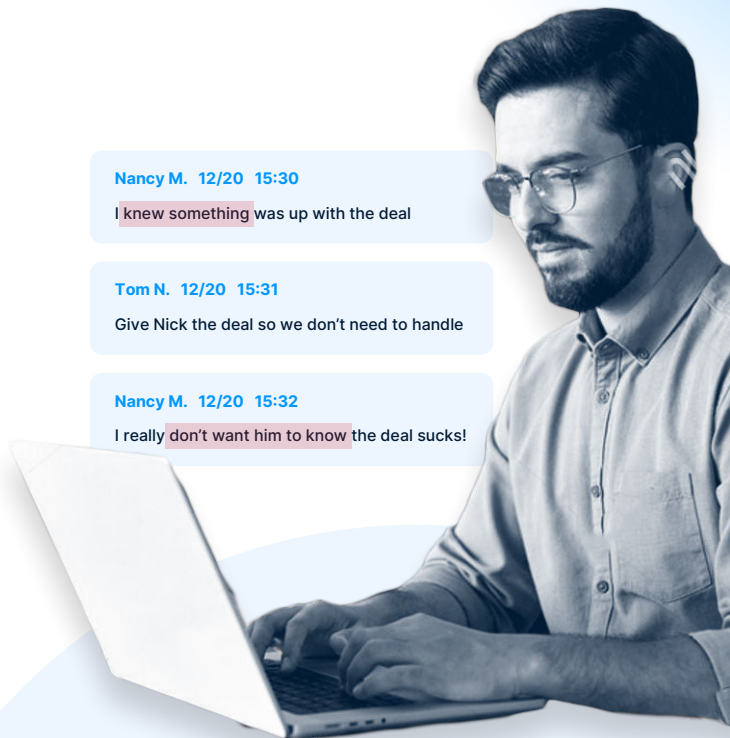 Nancy M. 12/20 15:30
I knew something was up with the deal
Tom N. 12/20 15:31
Give Nick the deal so we don’t need to handle
Nancy M. 12/20 15:32
I really don’t want him to know the deal sucks!